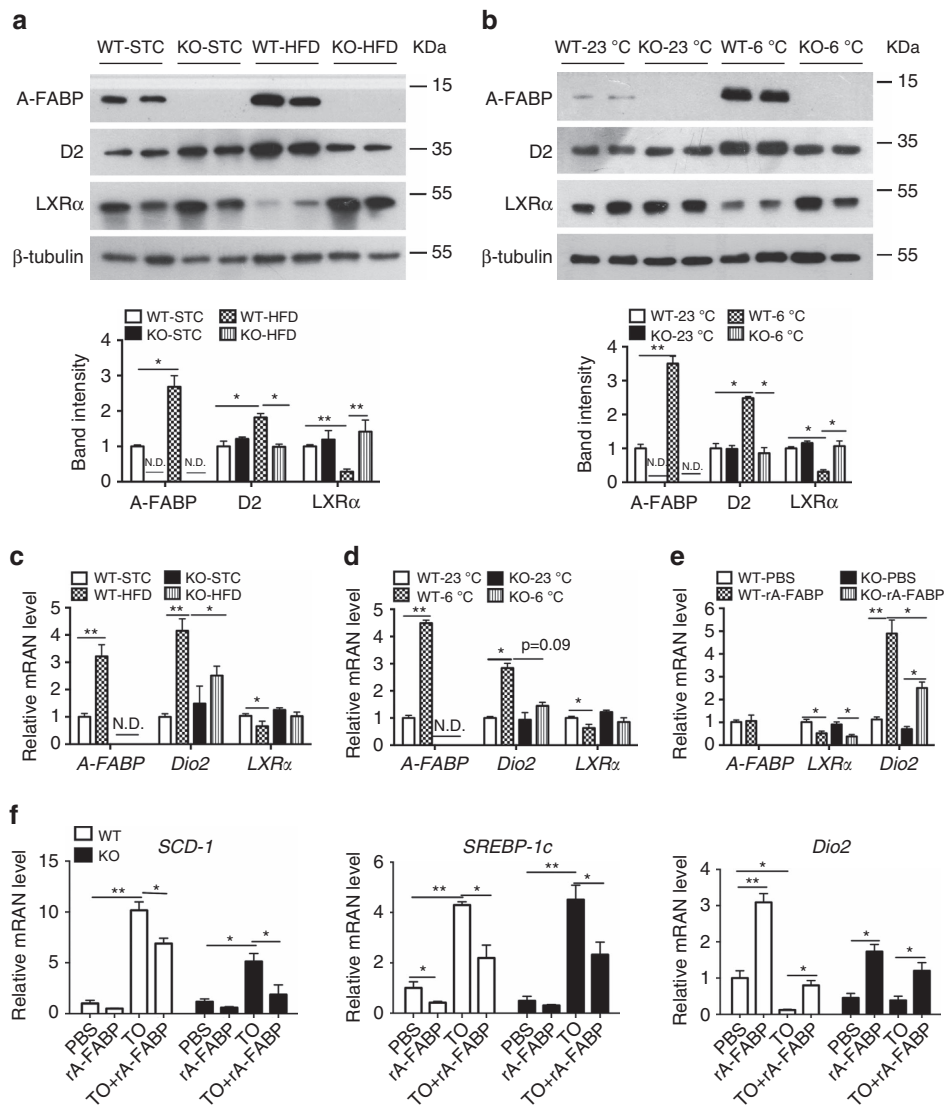 a
WT-STC KO-STC WT-HFD KO-HFD KDa
A-FABP
15
D2
35
LXRα
55
β-tubulin
55
WT-STC WT-HFD
KO-STC KO-HFD
Band intensity
4
3
2
1
0
*
N.D.
N.D.
*
*
**
**
A-FABP D2 LXRα
b
WT-23 °C KO-23 °C WT-6 °C KO-6 °C KDa
A-FABP
15
D2
35
LXRα
55
β-tubulin
55
WT-23 °C WT-6 °C
KO-23 °C KO-6 °C
Band intensity
4
3
2
1
0
**
N.D.
N.D.
*
*
*
*
A-FABP D2 LXRα
c
WT-STC KO-STC
WT-HFD KO-HFD
Relative mRAN level
5
4
3
2
1
0
**
N.D.
**
*
*
A-FABP Dio2 LXRα
d
WT-23 °C KO-23 °C
WT-6 °C KO-6 °C
Relative mRAN level
5
4
3
2
1
0
**
N.D.
*
p=0.09
*
A-FABP Dio2 LXRα
e
WT-PBS KO-PBS
WT-rA-FABP KO-rA-FABP
Relative mRAN level
6
5
4
3
2
1
0
*
*
**
*
*
A-FABP LXRα Dio2
f
WT
KO
SCD-1
Relative mRAN level
15
10
5
0
**
*
*
*
PBS rA-FABP TO TO+rA-FABP PBS rA-FABP TO TO+rA-FABP
SREBP-1c
Relative mRAN level
6
4
2
0
*
**
*
**
*
PBS rA-FABP TO TO+rA-FABP PBS rA-FABP TO TO+rA-FABP
Dio2
Relative mRAN level
4
3
2
1
0
*
**
*
*
*
PBS rA-FABP TO TO+rA-FABP PBS rA-FABP TO TO+rA-FABP